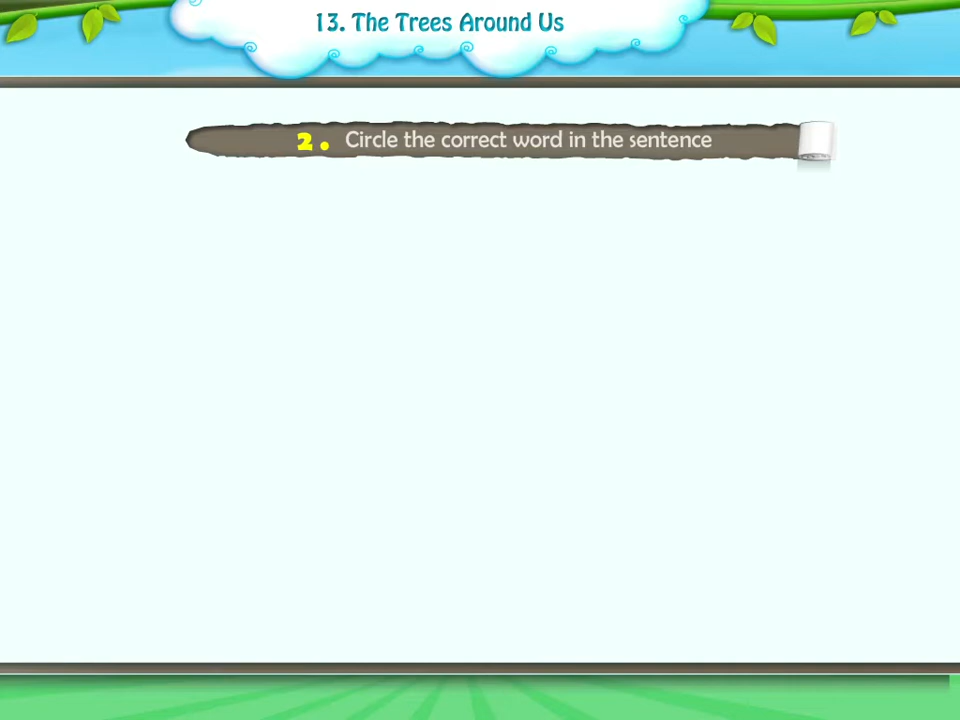 13. The Trees Around Us
2. Circle the correct word in the sentence